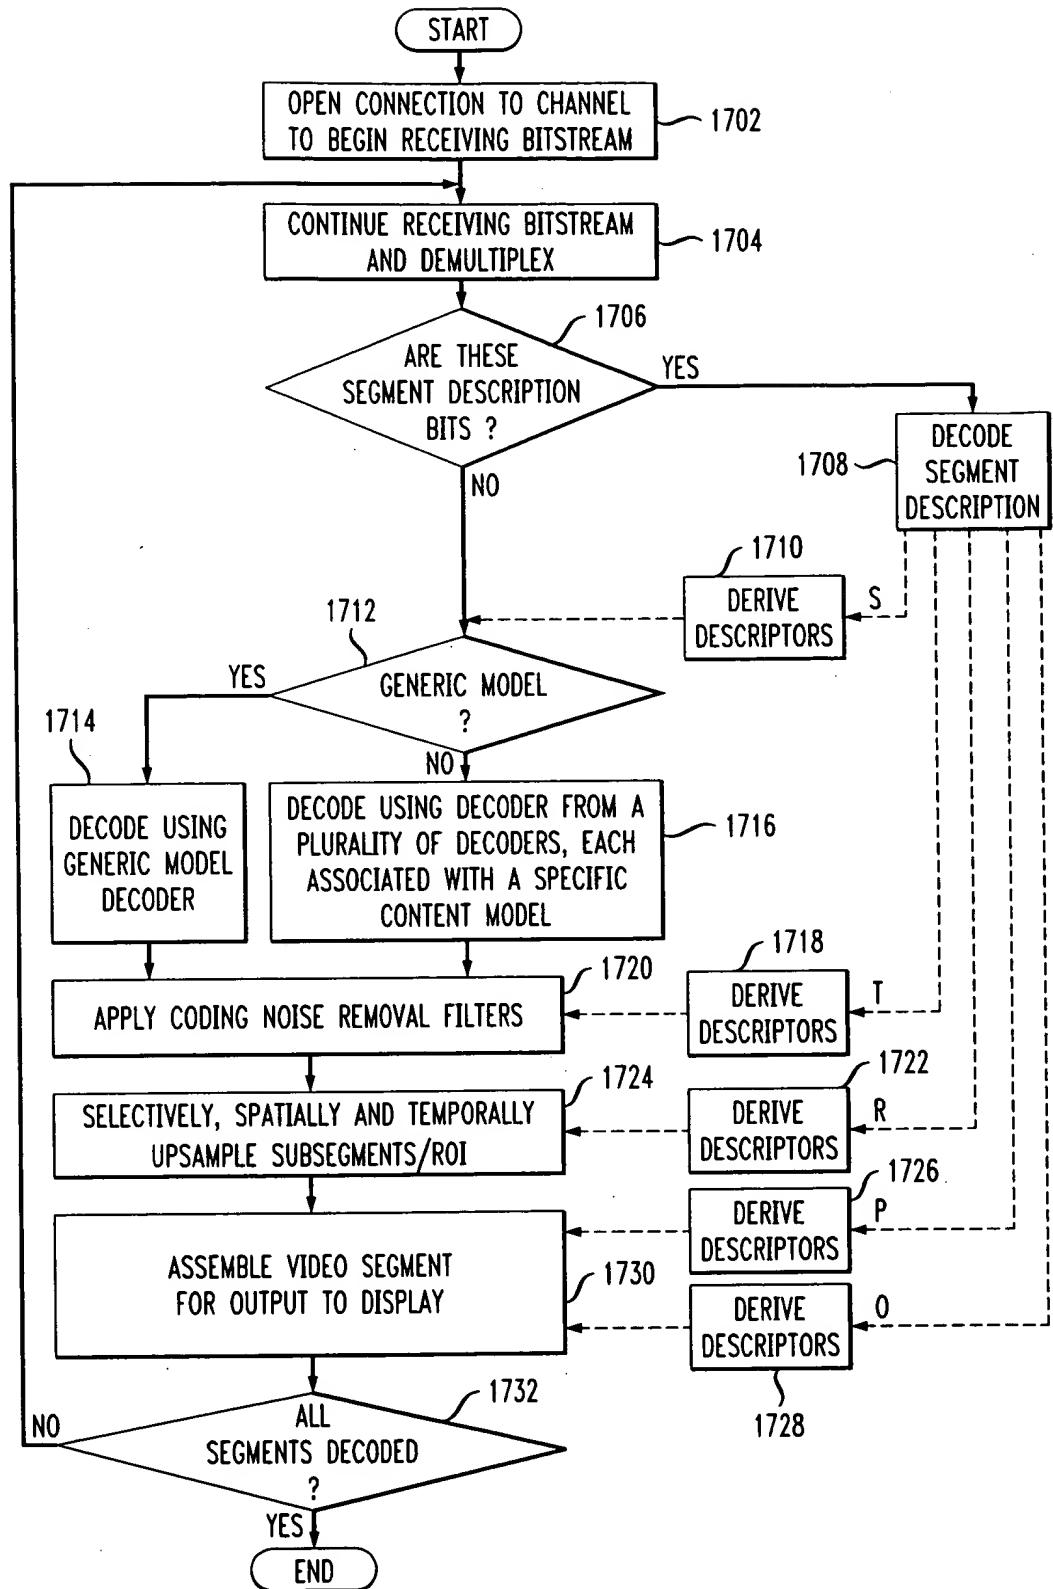 START
OPEN CONNECTION TO CHANNEL
TO BEGIN RECEIVING BITSTREAM
1702
CONTINUE RECEIVING BITSTREAM
AND DEMULTIPLEX
1704
1706
ARE THESE
SEGMENT DESCRIPTION
BITS ?
YES
NO
DECODE
SEGMENT
DESCRIPTION
1708
1710
DERIVE
DESCRIPTORS
S
1712
GENERIC MODEL
?
YES
NO
1714
DECODE USING
GENERIC MODEL
DECODER
DECODE USING DECODER FROM A
PLURALITY OF DECODERS, EACH
ASSOCIATED WITH A SPECIFIC
CONTENT MODEL
1716
1718
DERIVE
DESCRIPTORS
T
1720
APPLY CODING NOISE REMOVAL FILTERS
1722
DERIVE
DESCRIPTORS
R
1724
SELECTIVELY, SPATIALLY AND TEMPORALLY
UPSAMPLE SUBSEGMENTS/ROI
1726
DERIVE
DESCRIPTORS
P
ASSEMBLE VIDEO SEGMENT
FOR OUTPUT TO DISPLAY
1730
DERIVE
DESCRIPTORS
O
1728
1732
ALL
SEGMENTS DECODED
?
NO
YES
END